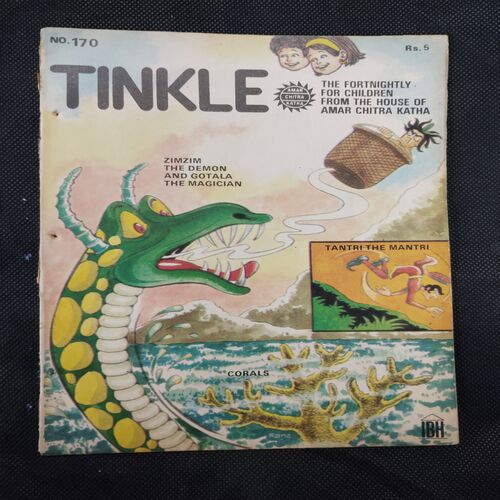 NO. 170
Rs. 5
TINKLE
AMAR
CHITRA
KATHA
THE FORTNIGHTLY
FOR CHILDREN
FROM THE HOUSE OF
AMAR CHITRA KATHA
ZIMZIM
THE DEMON
AND GOTALA
THE MAGICIAN
TANTRI THE MANTRI
CORALS
IBH